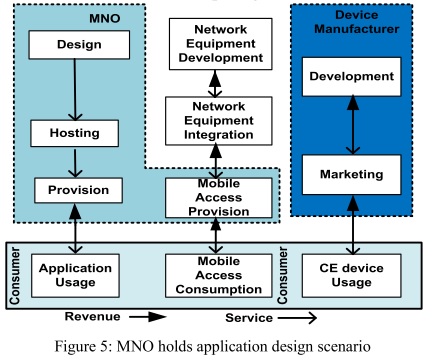 MNO
Design
Hosting
Provision
Network
Equipment
Development
Network
Equipment
Integration
Mobile
Access
Provision
Device
Manufacturer
Development
Marketing
Consumer
Application
Usage
Mobile
Access
Consumption
Consumer
CE device
Usage
Revenue
Service
Figure 5: MNO holds application design scenario